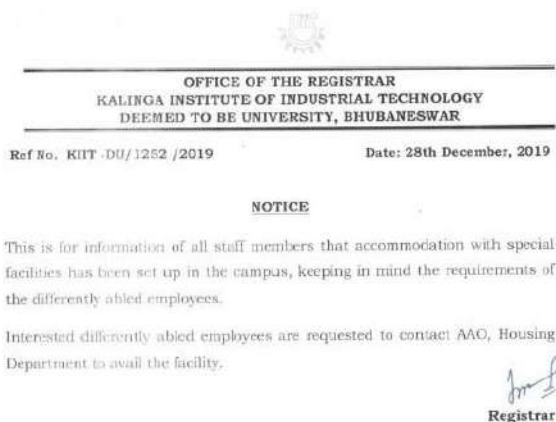 OFFICE OF THE REGISTRAR
KALINGA INSTITUTE OF INDUSTRIAL TECHNOLOGY
DEEMED TO BE UNIVERSITY, BHUBANESWAR
Ref No. KIIT-DU/1252 /2019 Date: 28th December, 2019
NOTICE
This is for information of all staff members that accommodation with special
facilities has been set up in the campus, keeping in mind the requirements of
the differently abled employees.
Interested differently abled employees are requested to contact AAO, Housing
Department to avail the facility.
Registrar